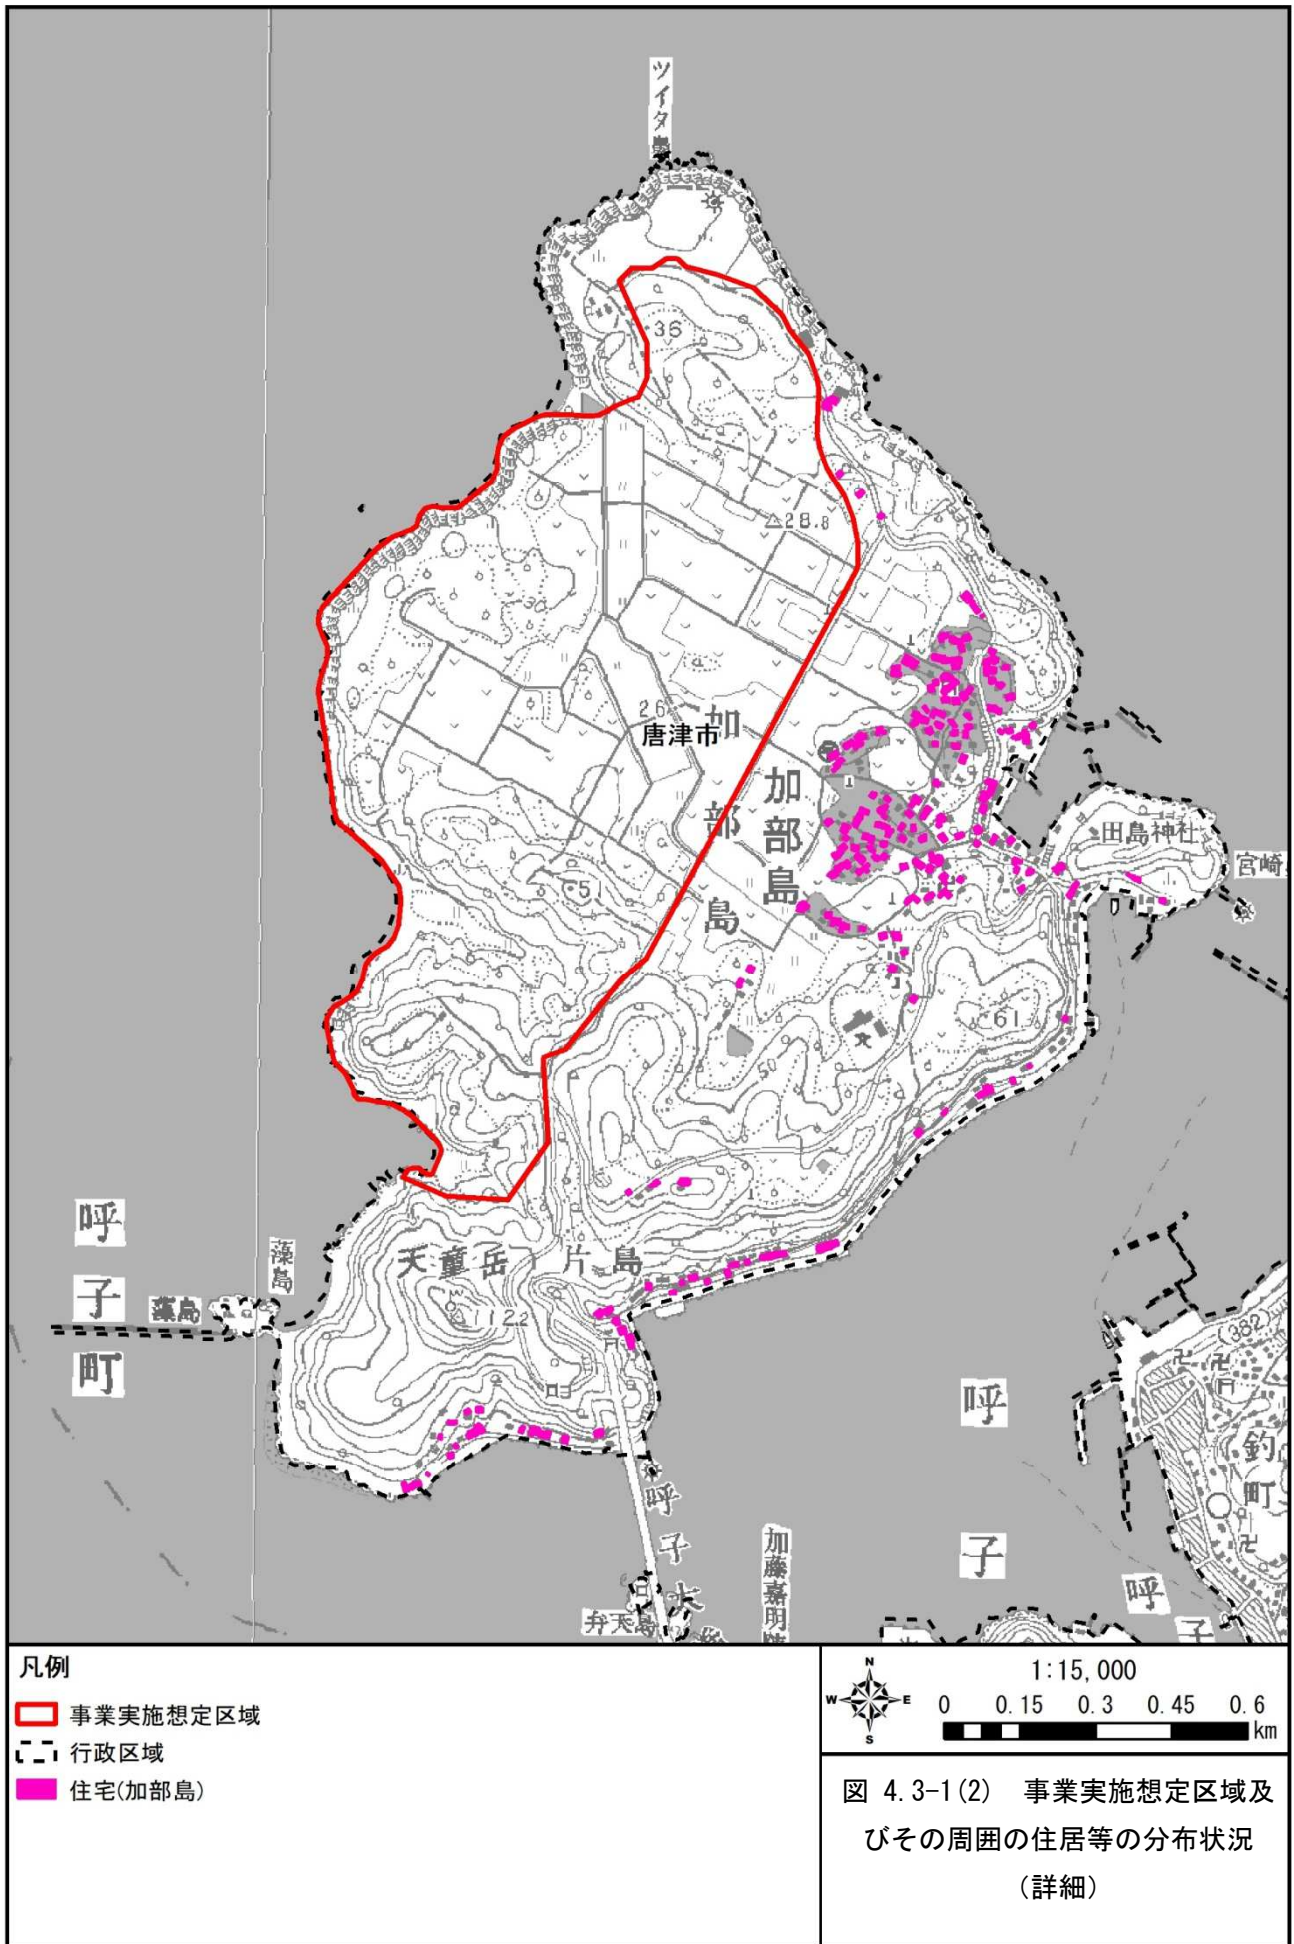 ツイタ鼻
36
△28.8
30
26
唐津市
加部島
加部島
田島神社
宮崎
51
61
50
呼子町
藻島
藻島
天童岳
片島
112.2
(382)
呼子
釣町
呼子大
加藤嘉明陣
弁天島
呼子
凡例
事業実施想定区域
行政区域
住宅(加部島)
N
W
E
S
1:15,000
0 0.15 0.3 0.45 0.6
km
図 4.3-1(2) 事業実施想定区域及
びその周囲の住居等の分布状況
(詳細)